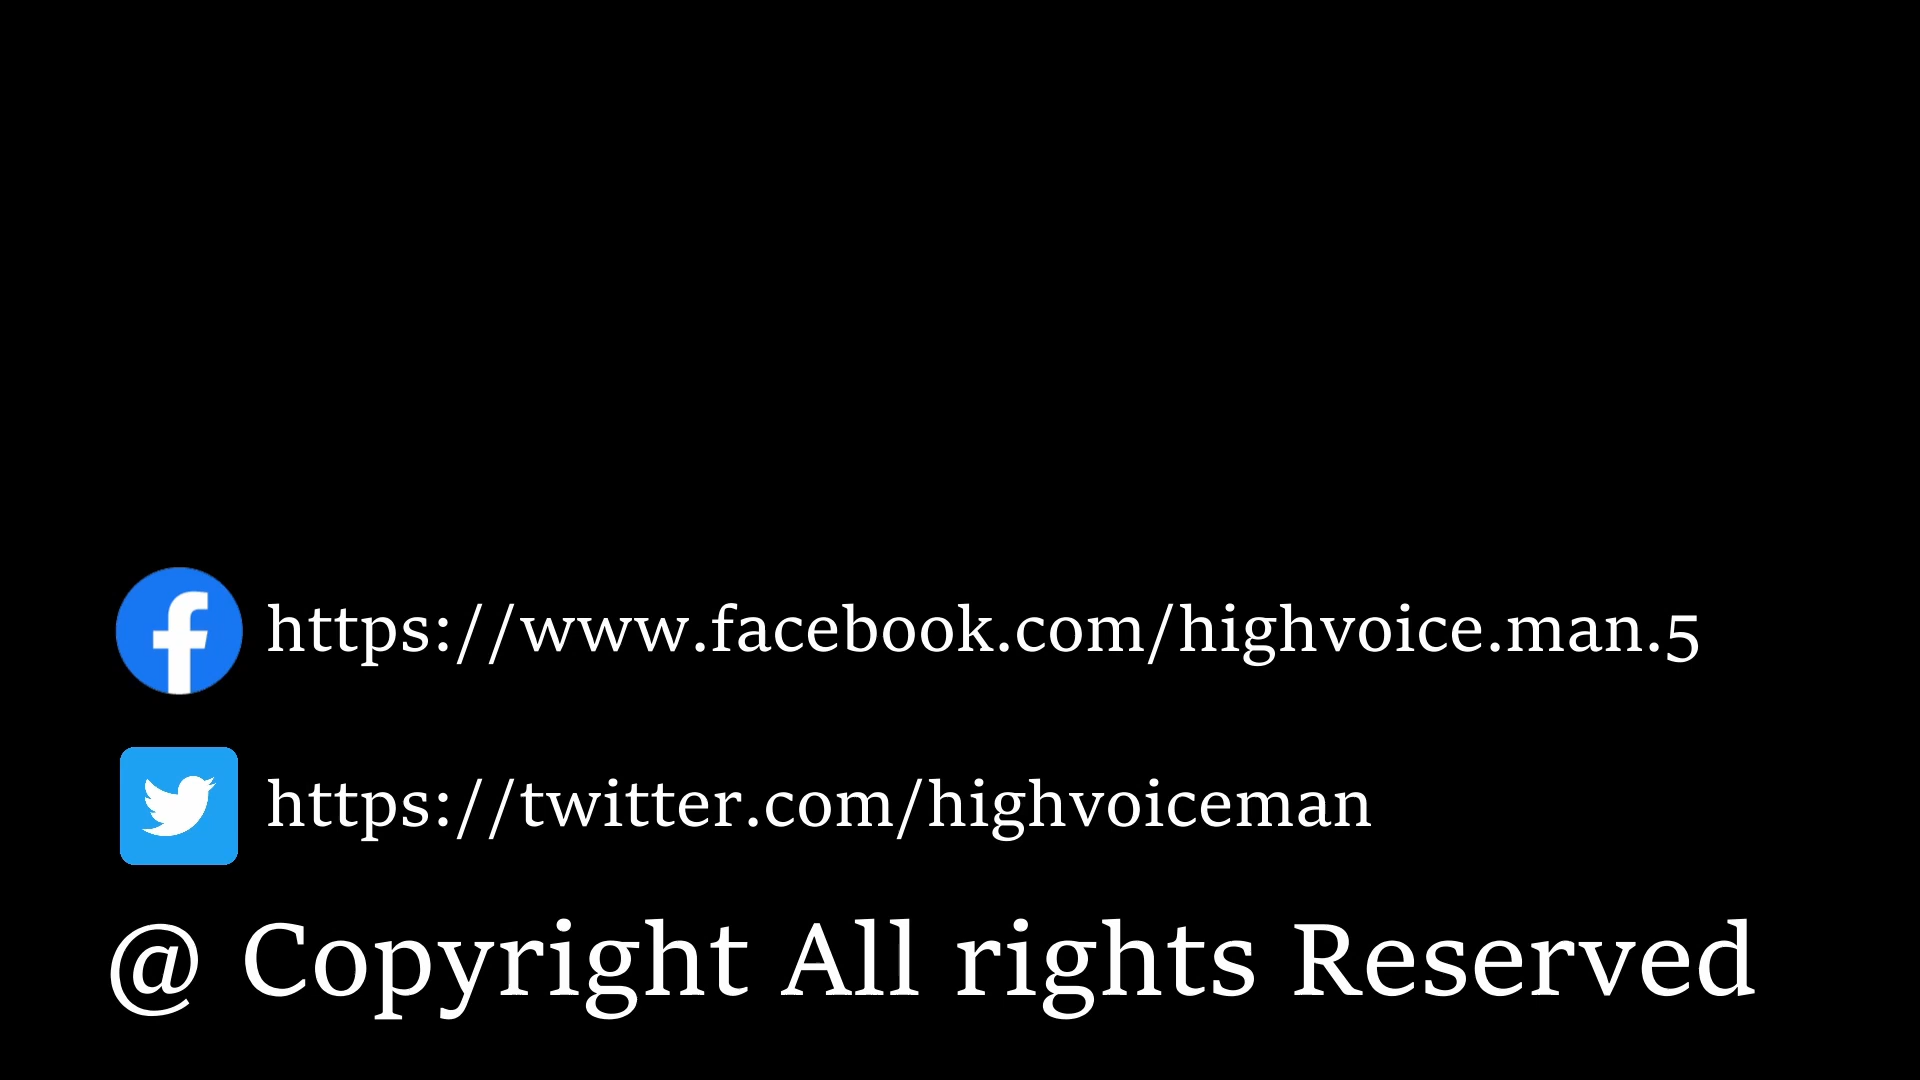 https://www.facebook.com/highvoice.man.5
https://twitter.com/highvoiceman
@ Copyright All rights Reserved